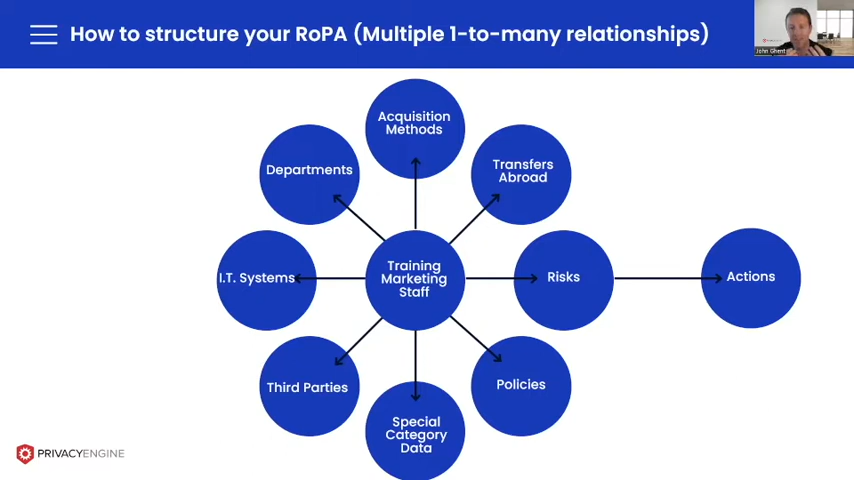 How to structure your RoPA (Multiple 1-to-many relationships)
John Ghent
Acquisition
Methods
Departments
Transfers
Abroad
I.T. Systems
Training
Marketing
Staff
Risks
Actions
Third Parties
Policies
Special
Category
Data
PRIVACYENGINE